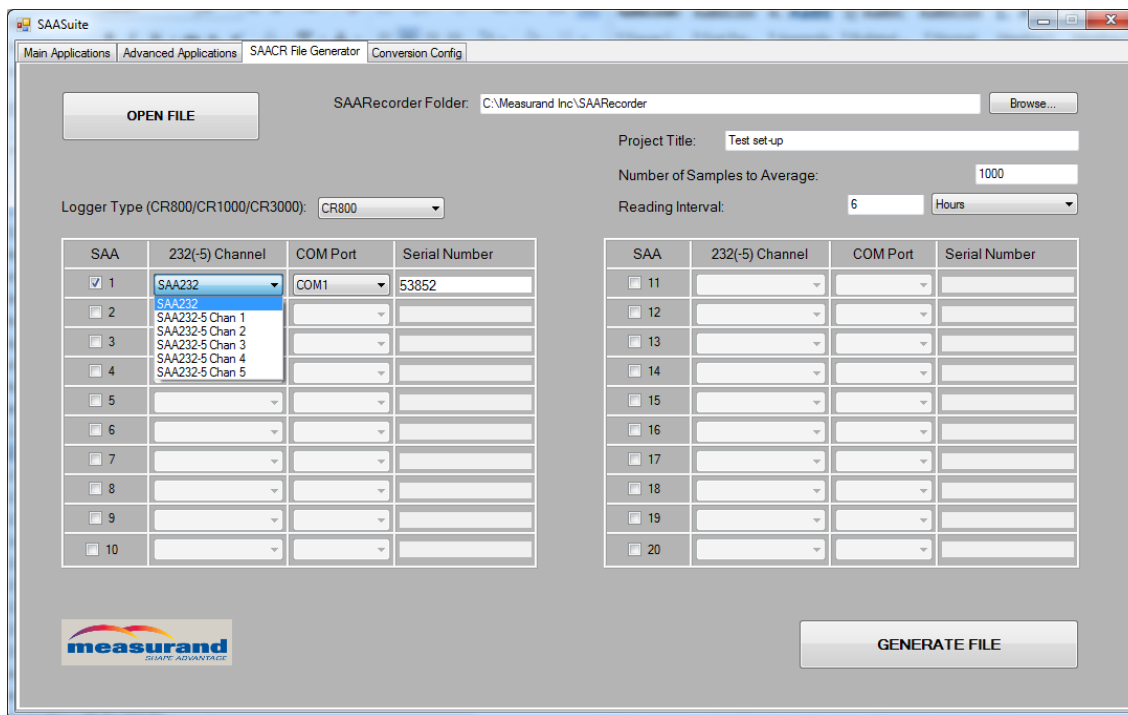 SAASuite
Main Applications Advanced Applications SAACR File Generator Conversion Config
OPEN FILE
SAARecorder Folder: C:\Measurand Inc\SAARecorder Browse...
Project Title: Test set-up
Number of Samples to Average: 1000
Logger Type (CR800/CR1000/CR3000): CR800
Reading Interval: 6 Hours
SAA 232(-5) Channel COM Port Serial Number SAA 232(-5) Channel COM Port Serial Number
1 SAA232 COM1 53852 11
SAA232
2 SAA232-5 Chan 1 12
SAA232-5 Chan 2
3 SAA232-5 Chan 3 13
SAA232-5 Chan 4
4 SAA232-5 Chan 5 14
5 15
6 16
7 17
8 18
9 19
10 20
measurand
SHAPE ADVANTAGE
GENERATE FILE